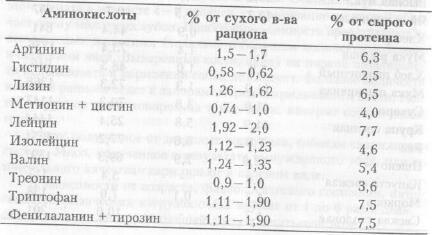 Аминокислоты % от сухого в-ва рациона % от сырого протеина
Аргинин 1,5–1,7 6,3
Гистидин 0,58–0,62 2,5
Лизин 1,26–1,62 6,5
Метионин + цистин 0,74–1,0 4,0
Лейцин 1,92–2,0 7,7
Изолейцин 1,12–1,23 4,6
Валин 1,24–1,35 5,4
Треонин 0,9–1,0 3,6
Триптофан 1,11–1,90 7,5
Фенилаланин + тирозин 1,11–1,90 7,5